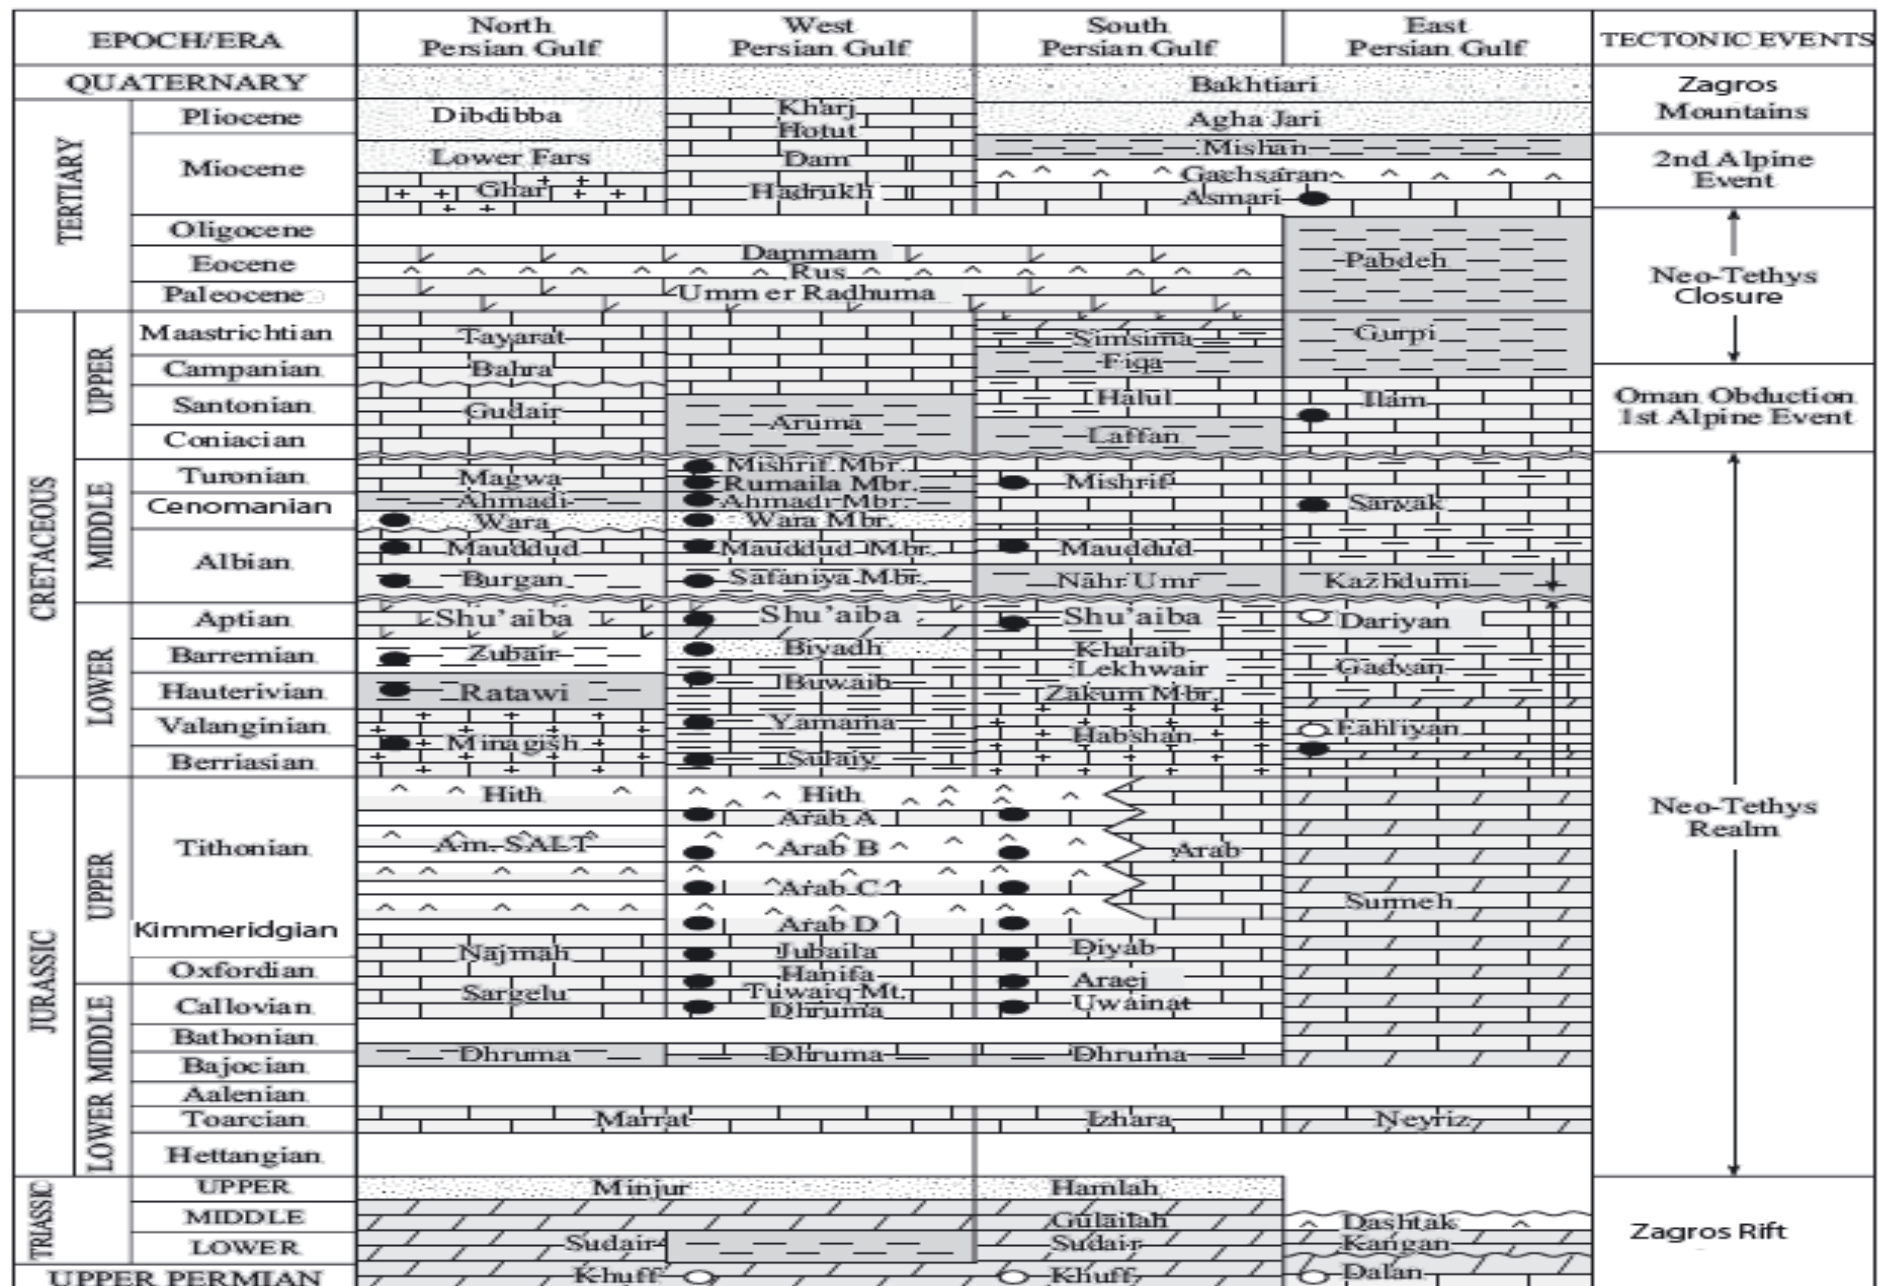 EPOCH/ERA
North
Persian Gulf
West
Persian Gulf
South
Persian Gulf
East
Persian Gulf
TECTONIC EVENTS
QUATERNARY
Bakhtiari
Zagros
Mountains
TERTIARY
Pliocene
Dibdibba
Kharj
Hofuf
Agha Jari
Miocene
Lower Fars
Ghar
Dam
Hadrukh
Mishan
Gachsaran
Asmari
2nd Alpine
Event
Oligocene
Eocene
Paleocene
Dammam
Rus
Umm er Radhuma
Pabdeh
Neo-Tethys
Closure
CRETACEOUS
UPPER
Maastrichtian
Tayarat
Simsima
Gurpi
Campanian
Bahra
Fiqa
Santonian
Gudair
Aruma
Halul
Ilam
Oman Obduction
1st Alpine Event
Coniacian
Laffan
MIDDLE
Turonian
Magwa
Mishrif Mbr.
Rumaila Mbr.
Mishrif
Cenomanian
Ahmadi
Wara
Ahmadi Mbr.
Wara Mbr.
Sarvak
Albian
Mauddud
Burgan
Mauddud Mbr.
Safaniya Mbr.
Mauddud
Nahr Umr
Kazhdumi
LOWER
Aptian
Shu'aiba
Shu'aiba
Shu'aiba
Dariyan
Barremian
Zubair
Biyadh
Kharaib
Lekhwair
Gadvan
Hauterivian
Ratawi
Buwaib
Zakum Mbr.
Valanginian
Minagish
Yamama
Habshan
Fahliyan
Berriasian
Sulaiy
JURASSIC
UPPER
Tithonian
Hith
Am. SALT
Hith
Arab A
Arab B
Arab C
Arab D
Arab
Surmeh
Neo-Tethys
Realm
Kimmeridgian
Najmah
Jubaila
Diyab
Oxfordian
Hanifa
Araej
LOWER MIDDLE
Callovian
Sargelu
Tuwaiq Mt.
Dhruma
Uwainat
Bathonian
Bajocian
Dhruma
Dhruma
Dhruma
Aalenian
Toarcian
Marrat
Izhara
Neyriz
Hettangian
TRIASSIC
UPPER
Minjur
Hamlah
MIDDLE
Gulailah
Dashtak
Zagros Rift
LOWER
Sudair
Sudair
Kangan
UPPER PERMIAN
Khuff
Khuff
Dalan